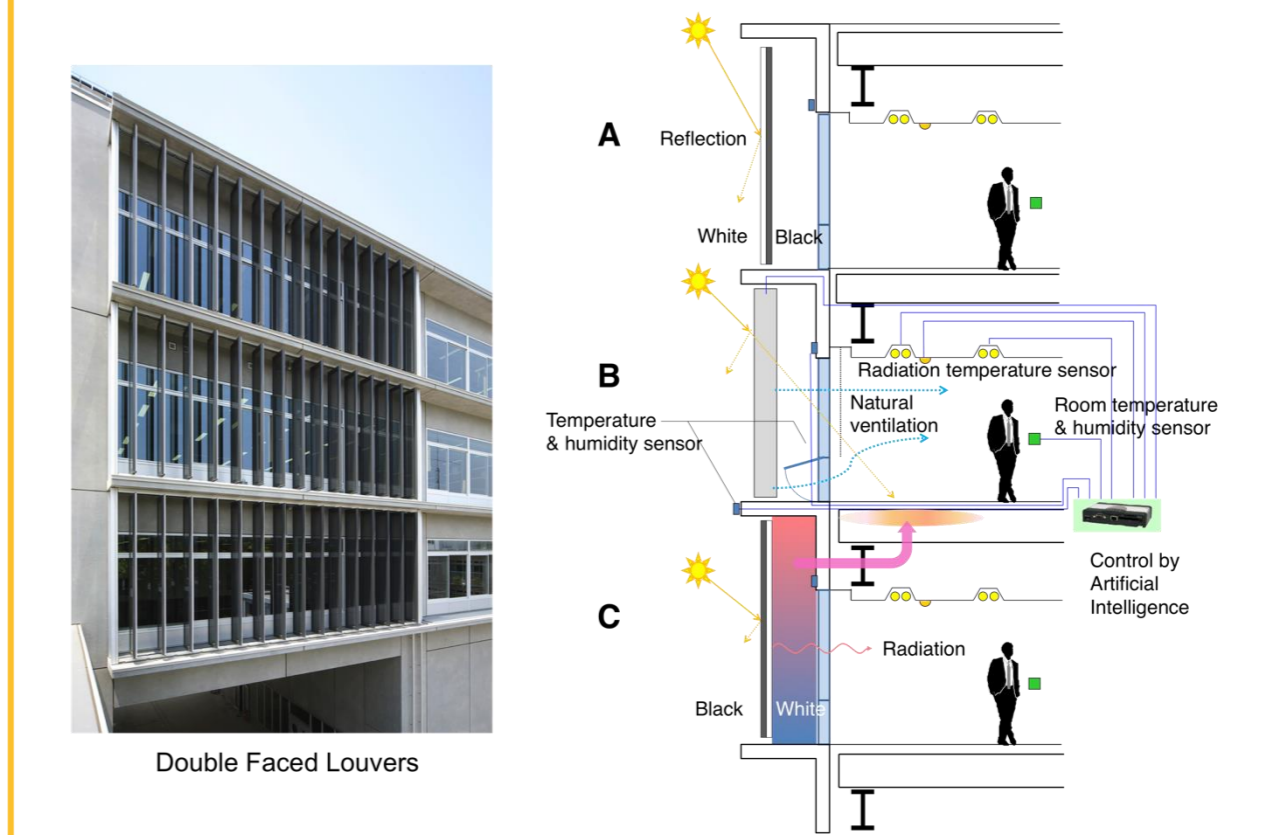 Double Faced Louvers
A
Reflection
White
Black
B
Radiation temperature sensor
Natural
ventilation
Temperature
& humidity sensor
Room temperature
& humidity sensor
Control by
Artificial
Intelligence
C
Radiation
Black
White